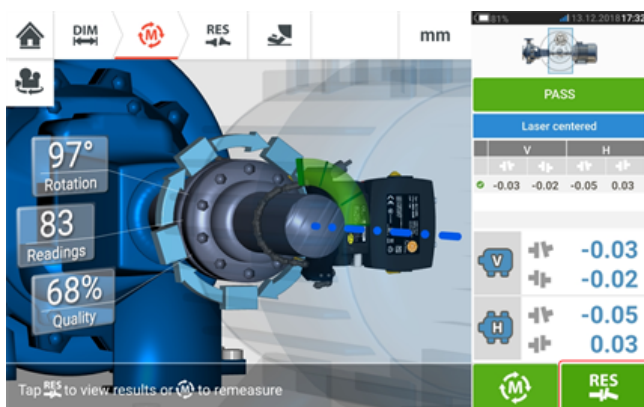 DIM
M
RES
mm
81%
13.12.2018 17:32
PASS
Laser centered
V H
-0.03 -0.02 -0.05 0.03
97°
Rotation
83
Readings
68%
Quality
V
-0.03
-0.02
H
-0.05
0.03
Tap RES to view results or M to remeasure
M
RES